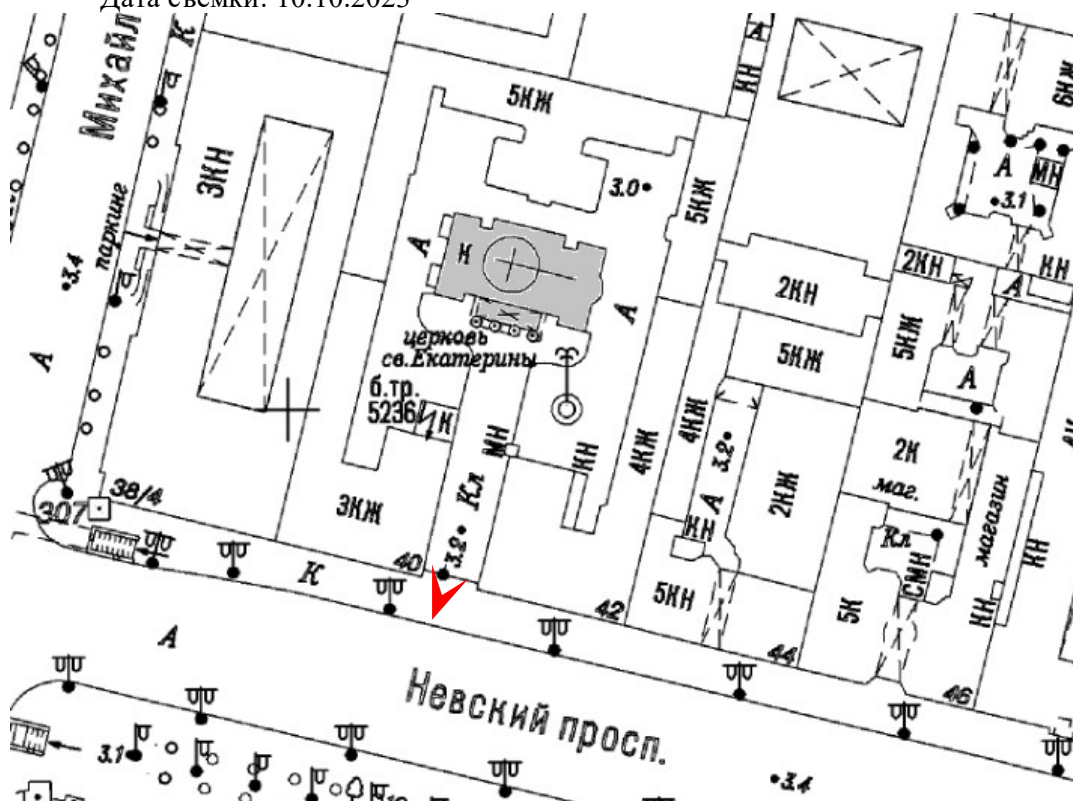 Дата съемки: 10.10.2023
Михайл
К
5КЖ
А
КН
6КЖ
3КН
3.0
5КЖ
А
МН
3.1
паркинг
А
К
3.4
2КН
КН
А
2КН
А
церковь
св.Екатерины
5КЖ
5КЖ
А
А
б.тр.
5236
К
МН
КН
4КЖ
4КЖ
3.2
2К
маг.
307
38/4
3КЖ
Кл
3.2
А
2КЖ
магазин
КН
КН
Кл
СМН
40
К
42
5КН
44
5К
КН
46
А
Невский просп.
3.1
3.4